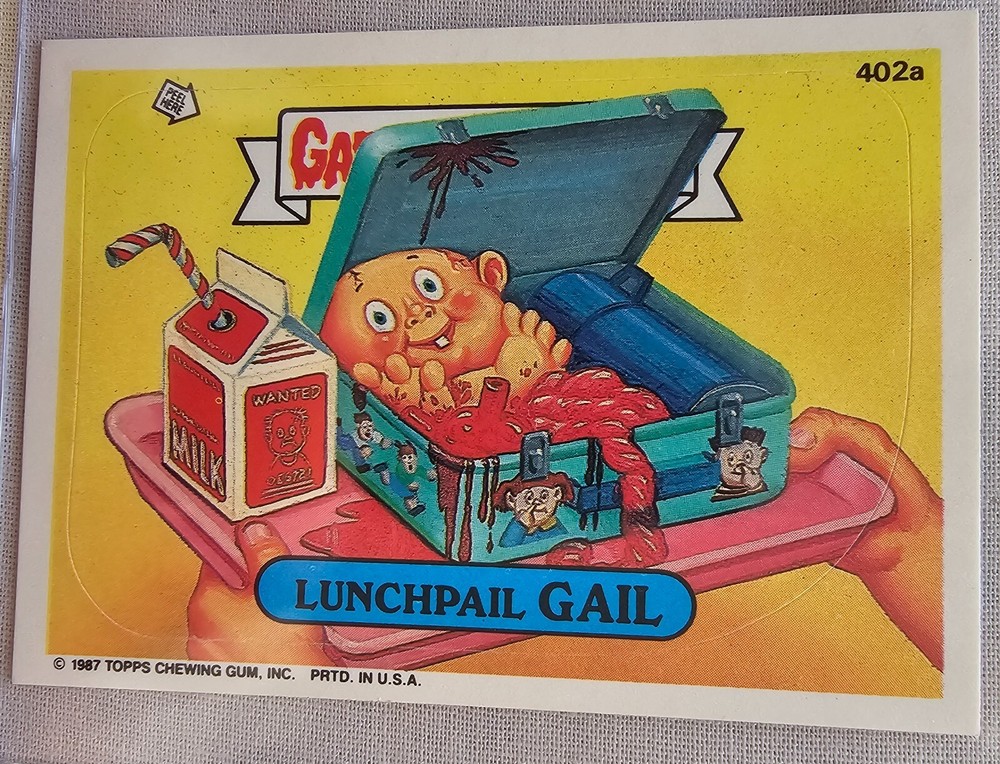 402a
PEEL
HERE
GA
WANTED
MILK
LUNCHPAIL GAIL
© 1987 TOPPS CHEWING GUM, INC. PRTD. IN U.S.A.